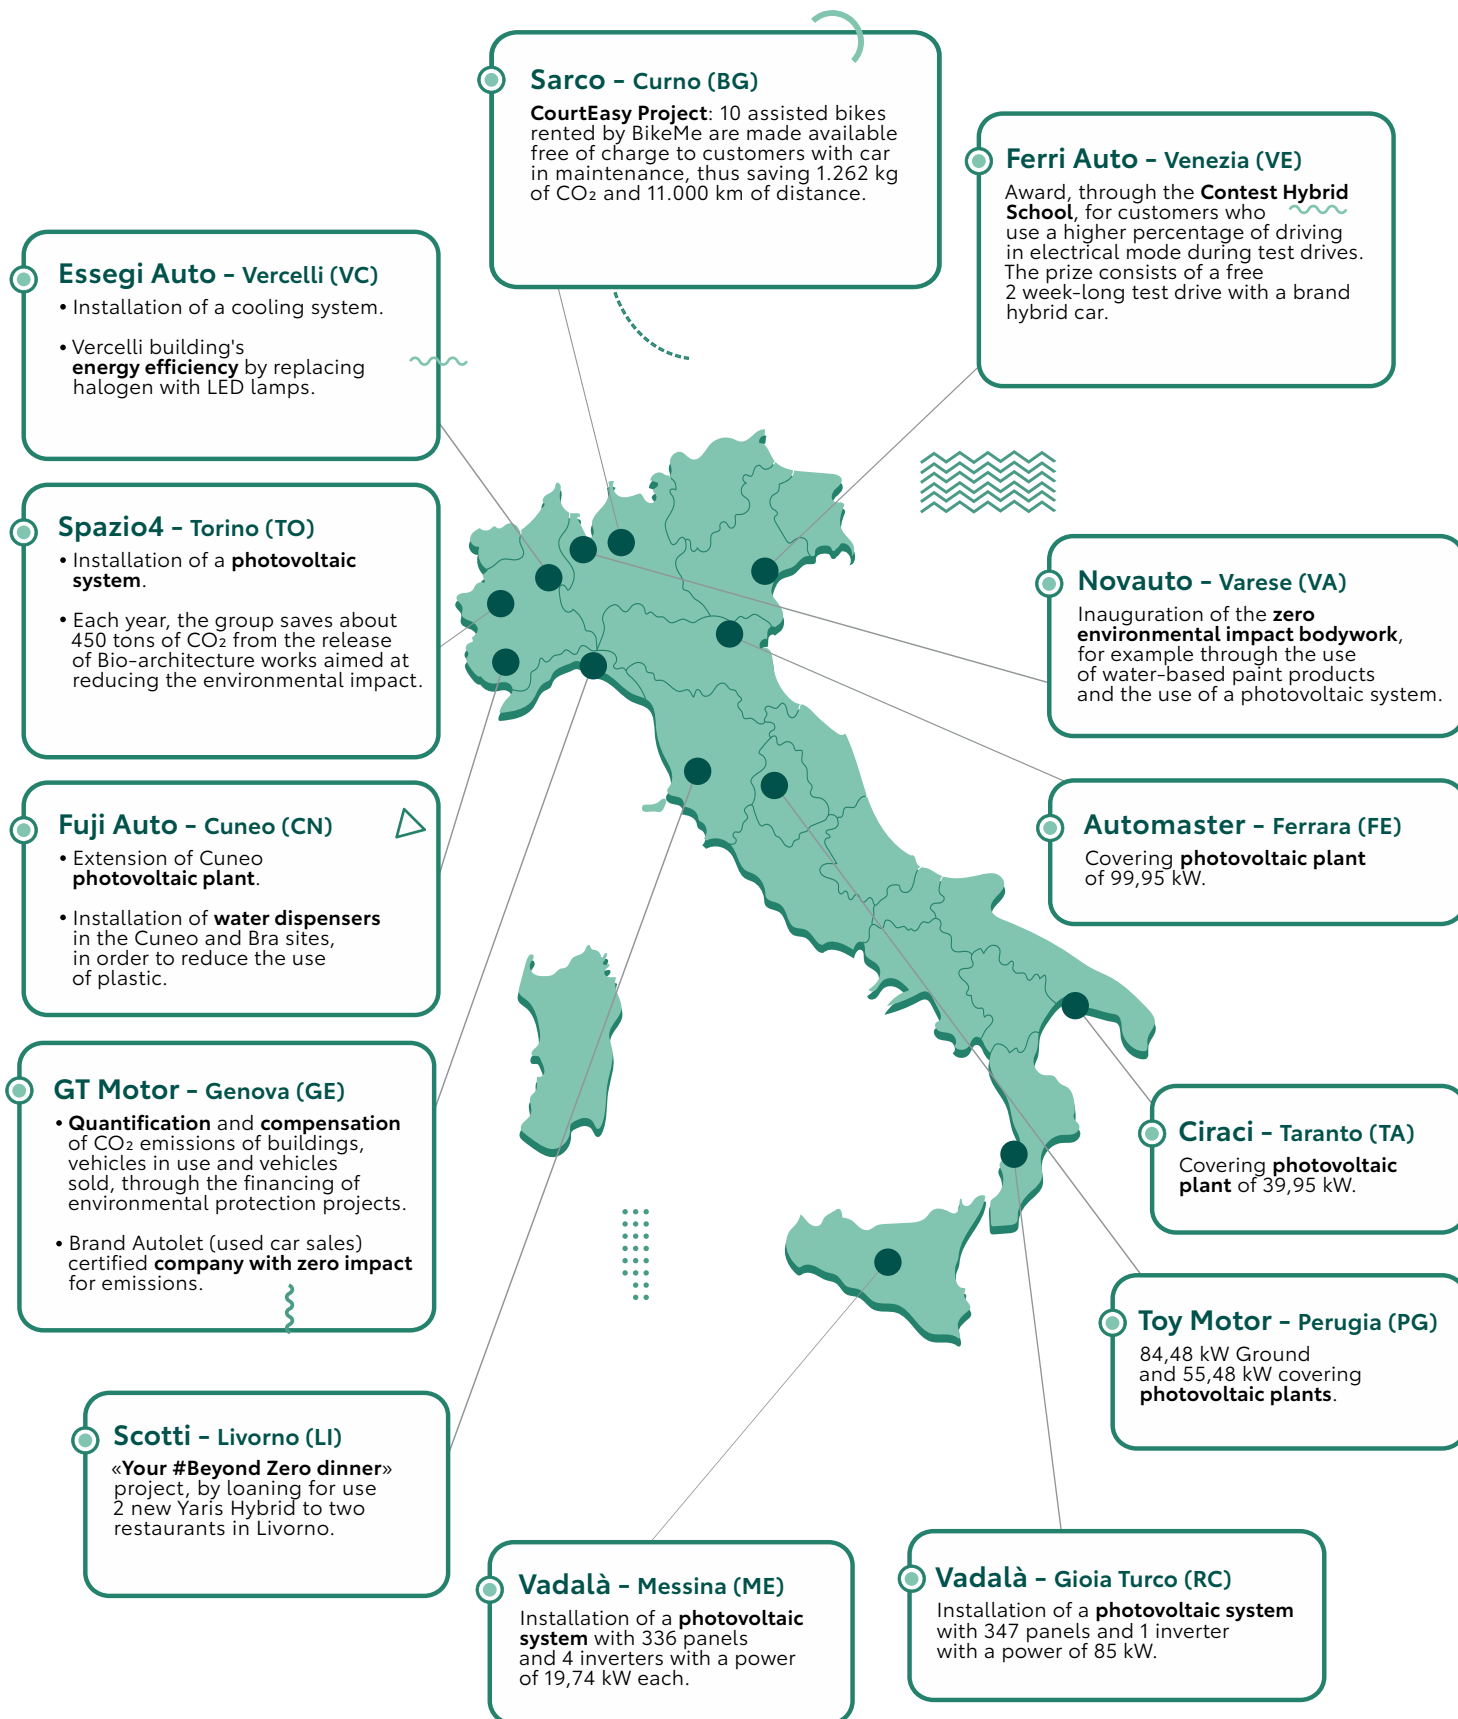 Sarco - Curno (BG)
CourtEasy Project: 10 assisted bikes
rented by BikeMe are made available
free of charge to customers with car
in maintenance, thus saving 1.262 kg
of CO₂ and 11.000 km of distance.
Ferri Auto - Venezia (VE)
Award, through the Contest Hybrid
School, for customers who
use a higher percentage of driving
in electrical mode during test drives.
The prize consists of a free
2 week-long test drive with a brand
hybrid car.
Essegi Auto - Vercelli (VC)
• Installation of a cooling system.
• Vercelli building's
energy efficiency by replacing
halogen with LED lamps.
Spazio4 - Torino (TO)
• Installation of a photovoltaic
system.
• Each year, the group saves about
450 tons of CO₂ from the release
of Bio-architecture works aimed at
reducing the environmental impact.
Novauto - Varese (VA)
Inauguration of the zero
environmental impact bodywork,
for example through the use
of water-based paint products
and the use of a photovoltaic system.
Fuji Auto - Cuneo (CN)
• Extension of Cuneo
photovoltaic plant.
• Installation of water dispensers
in the Cuneo and Bra sites,
in order to reduce the use
of plastic.
Automaster - Ferrara (FE)
Covering photovoltaic plant
of 99,95 kW.
GT Motor - Genova (GE)
• Quantification and compensation
of CO₂ emissions of buildings,
vehicles in use and vehicles
sold, through the financing of
environmental protection projects.
• Brand Autolet (used car sales)
certified company with zero impact
for emissions.
Ciraci - Taranto (TA)
Covering photovoltaic
plant of 39,95 kW.
Toy Motor - Perugia (PG)
84,48 kW Ground
and 55,48 kW covering
photovoltaic plants.
Scotti - Livorno (LI)
«Your #Beyond Zero dinner»
project, by loaning for use
2 new Yaris Hybrid to two
restaurants in Livorno.
Vadalà - Messina (ME)
Installation of a photovoltaic
system with 336 panels
and 4 inverters with a power
of 19,74 kW each.
Vadalà - Gioia Turco (RC)
Installation of a photovoltaic system
with 347 panels and 1 inverter
with a power of 85 kW.